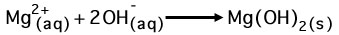 Mg²⁺(aq) + 2OH⁻(aq) ⟶ Mg(OH)₂(s)